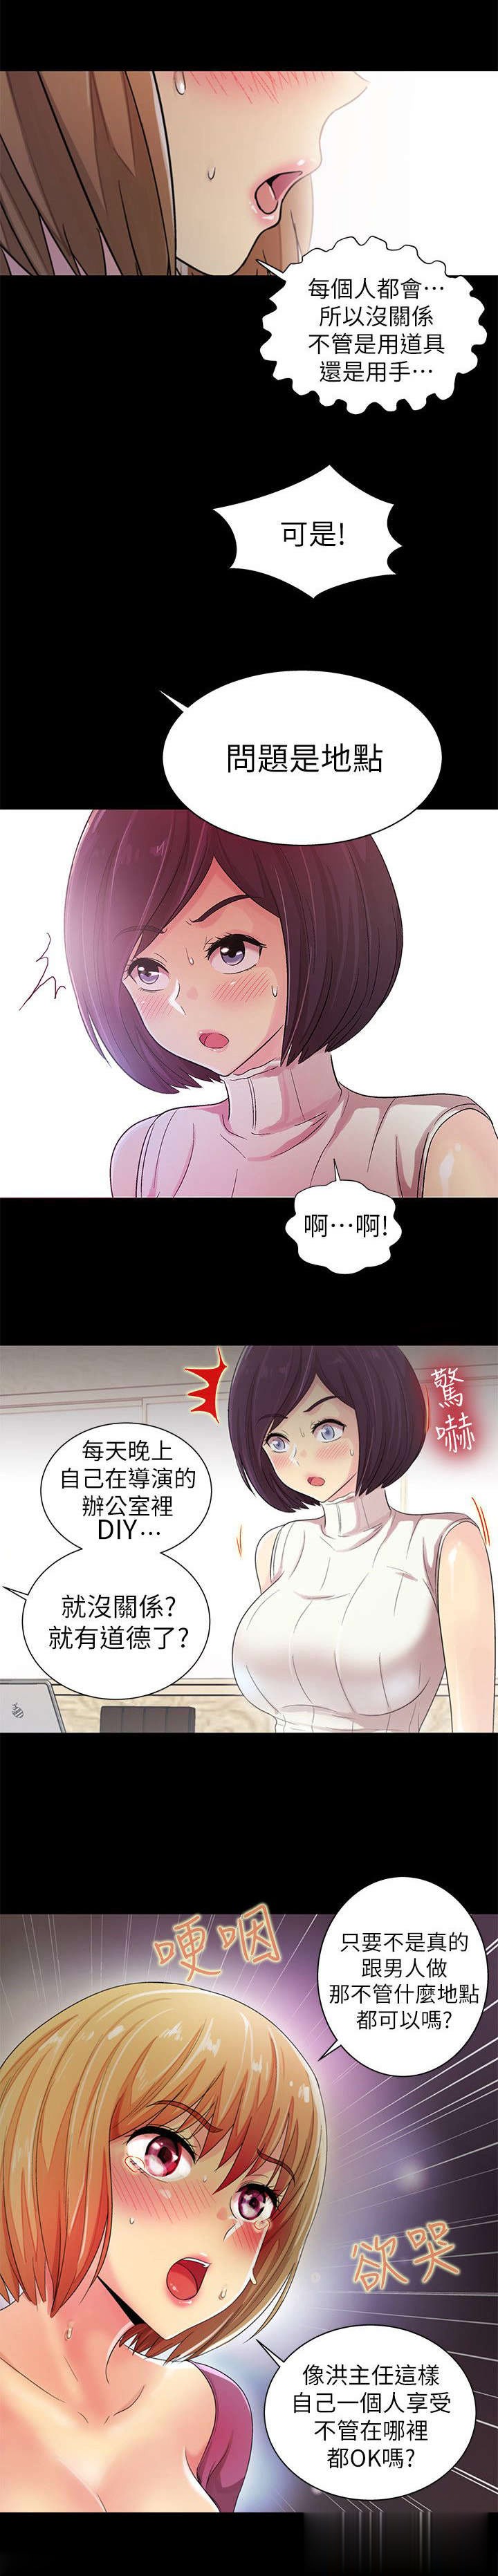 每個人都會…
所以沒關係
不管是用道具
還是用手…
可是!
問題是地點
啊…啊!
驚嚇
每天晚上
自己在導演的
辦公室裡
DIY…
就沒關係?
就有道德了?
哽咽
只要不是真的
跟男人做
那不管什麼地點
都可以嗎?
欲哭
像洪主任這樣
自己一個人享受
不管在哪裡
都OK嗎?